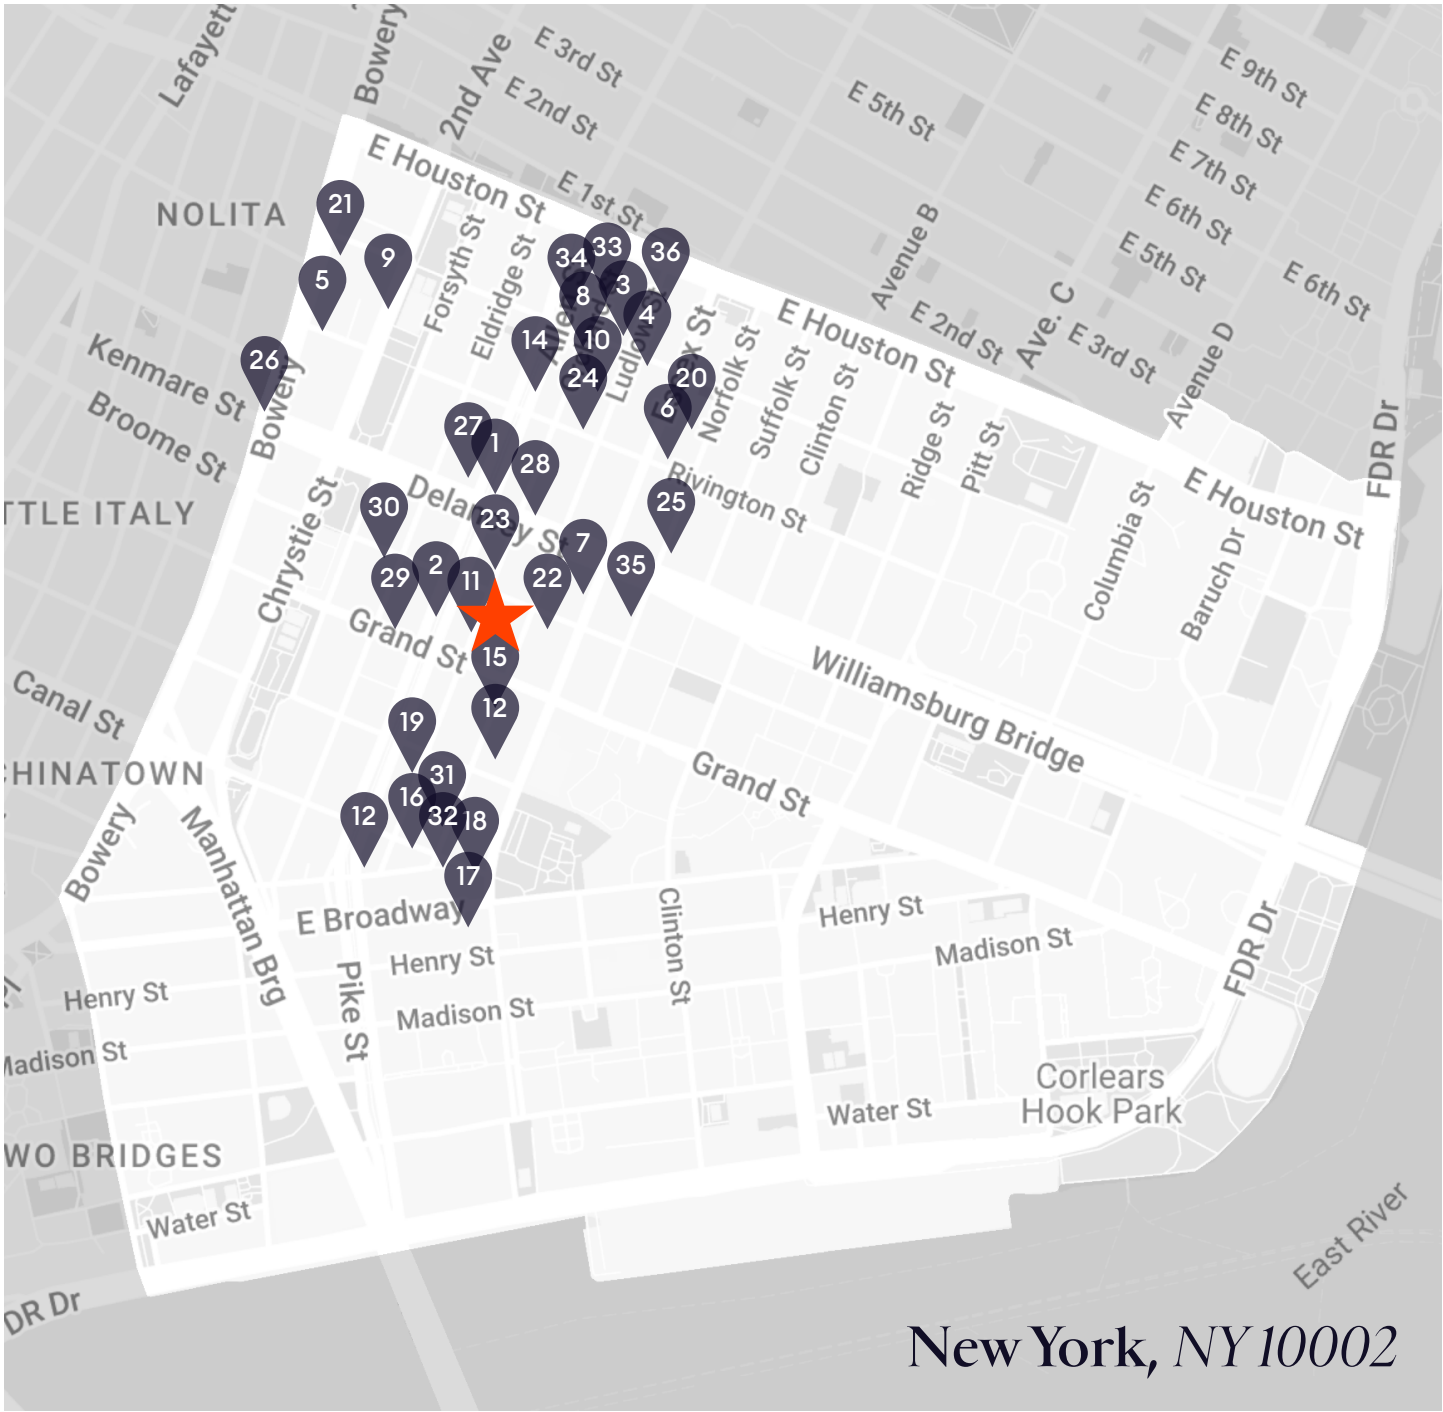 Lafayett
Bowery
2nd Ave
E 3rd St
E 2nd St
E 1st St
E 5th St
E 9th St
E 8th St
E 7th St
E 6th St
E 5th St
E 6th St
E Houston St
NOLITA
21
9
5
26
Forsyth St
Eldridge St
34
33
36
3
8
4
14
10
24
20
6
Ludlow St
Essex St
Norfolk St
Suffolk St
Clinton St
E Houston St
Avenue B
E 2nd St
Ave. C
E 3rd St
Avenue D
Ridge St
Pitt St
FDR Dr
Kenmare St
Broome St
Bowery
27
1
28
Rivington St
25
Delancey St
23
30
7
35
29
2
11
22
TTLE ITALY
Chrystie St
Columbia St
Baruch Dr
E Houston St
Grand St
15
12
Canal St
Williamsburg Bridge
19
31
16
32
18
12
17
CHINATOWN
Grand St
Bowery
Manhattan Brg
E Broadway
Clinton St
Henry St
Henry St
Henry St
Madison St
Madison St
Madison St
Pike St
FDR Dr
Corlears
Hook Park
Water St
WO BRIDGES
Water St
East River
DR Dr
New York, NY 10002